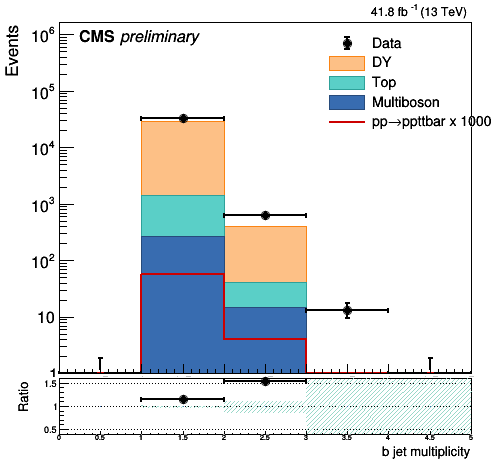 41.8 fb⁻¹ (13 TeV)
CMS preliminary
Events
10⁶
10⁵
10⁴
10³
10²
10
1
Data
DY
Top
Multiboson
pp→ppttbar x 1000
Ratio
1.5
1
0.5
0 0.5 1 1.5 2 2.5 3 3.5 4 4.5 5
b jet multiplicity